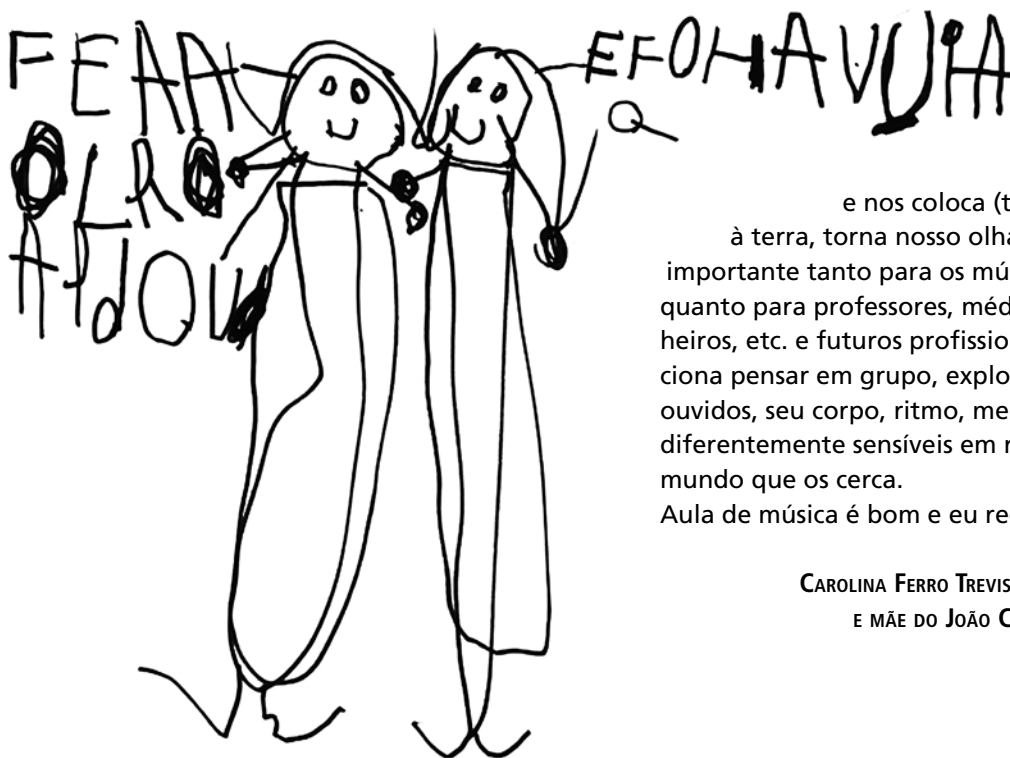 FEAA
OLRO
APdOU
EFOHAVUiA
e nos coloca (t
à terra, torna nosso olha
importante tanto para os mú
quanto para professores, méd
heiros, etc. e futuros profissio
ciona pensar em grupo, explo
ouvidos, seu corpo, ritmo, me
diferentemente sensíveis em r
mundo que os cerca.
Aula de música é bom e eu re
CAROLINA FERRO TREVIS
E MÃE DO JOÃO C